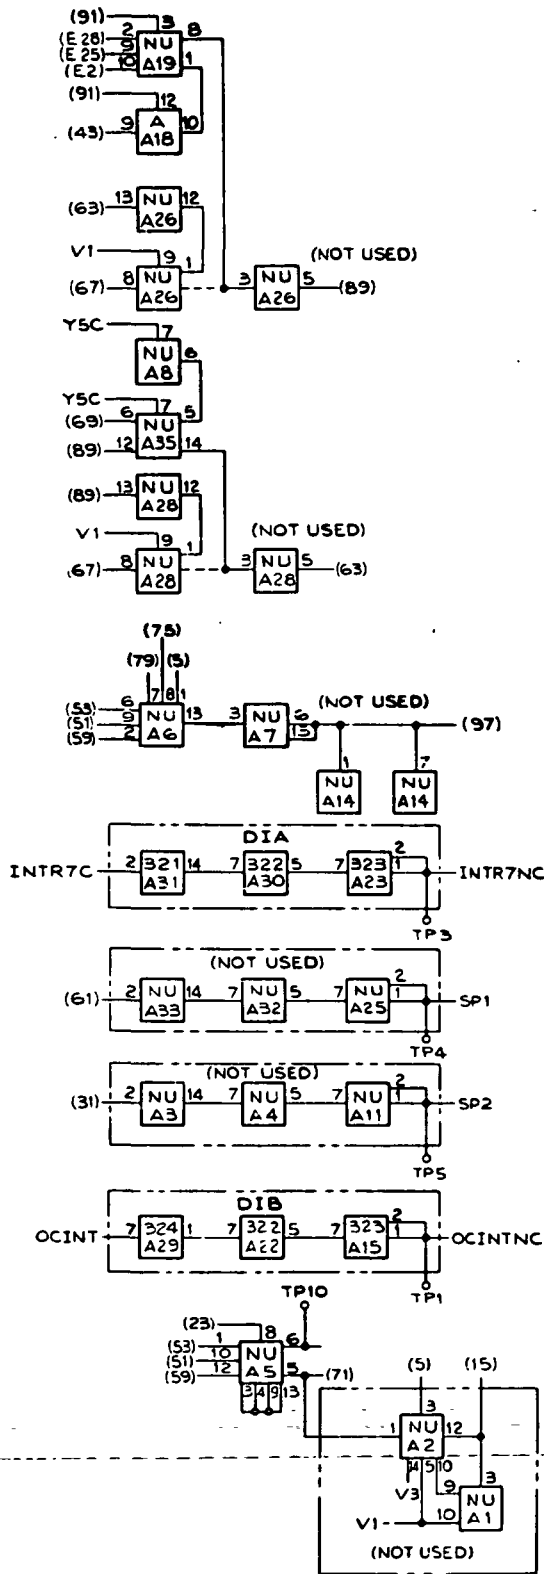 (91) 3
2 NU 8
(E28)
(E25) 9
(E2) 10 A19 1
(91) 12
A
(43) 9 A18 10
(63) 13 NU 12
A26
V1 9 1 (NOT USED)
(67) 8 NU A26 3 NU A26 5 (89)
Y5C 7
NU A8 6
Y5C 7
(69) 6 NU 5
(89) 12 A35 14
(89) 13 NU 12
A28
V1 9 1 (NOT USED)
(67) 8 NU A28 3 NU A28 5 (63)
(75)
(79) (5)
7 8 1
(53) 6
(51) 9 NU 13 3 NU 6 (NOT USED) (97)
(59) 2 A6 A7 13
1 7
NU NU
A14 A14
DIA
INTR7C 2 321 14 7 322 5 7 323 2 1 INTR7NC
A31 A30 A23
TP3
(NOT USED)
(61) 2 NU 14 7 NU 5 7 NU 2 1 SP1
A33 A32 A25
TP4
(NOT USED)
(31) 2 NU 14 7 NU 5 7 NU 2 1 SP2
A3 A4 A11
TP5
DIB
OCINT 7 324 1 7 322 5 7 323 2 1 OCINTNC
A29 A22 A15
TP10 TP1
(23) 8
(53) 1 6
(51) 10 NU
(59) 12 A5 5 (71) (5) (15)
3 4 9 13
3
1 NU 12
A2
14 5 10 3
V3 9 NU
V1 10 A1
(NOT USED)